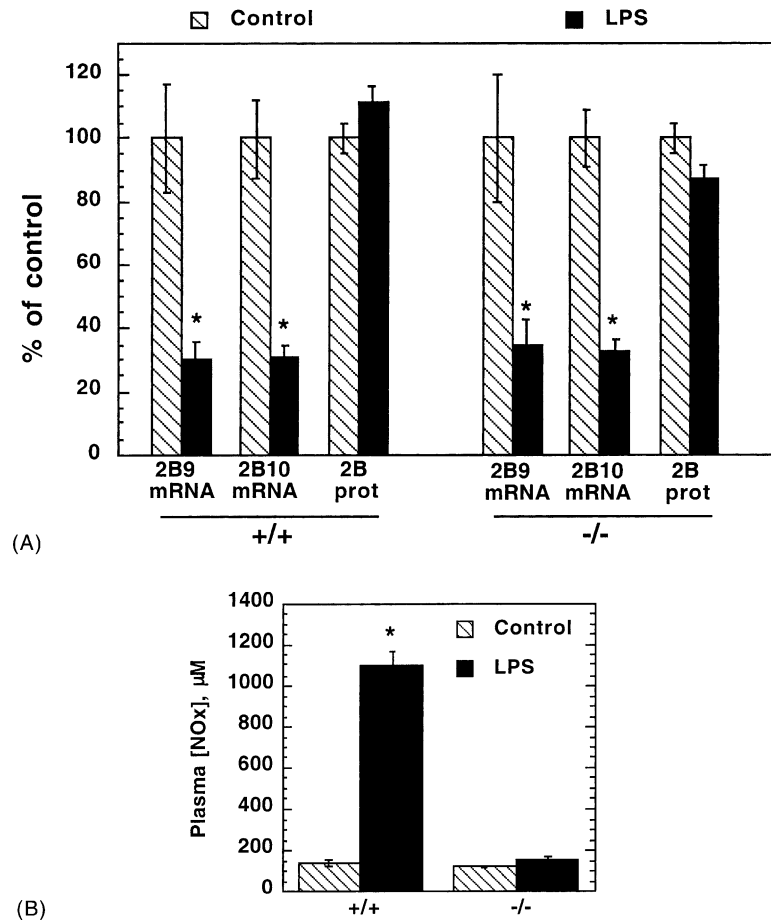 Control LPS
120
100
80
60
40
20
0
% of control
* * * *
2B9 2B10 2B 2B9 2B10 2B
mRNA mRNA prot mRNA mRNA prot
+/+ -/-
(A)
1400
1200
1000
800
600
400
200
0
Plasma [NOx], µM
Control
LPS
*
+/+ -/-
(B)